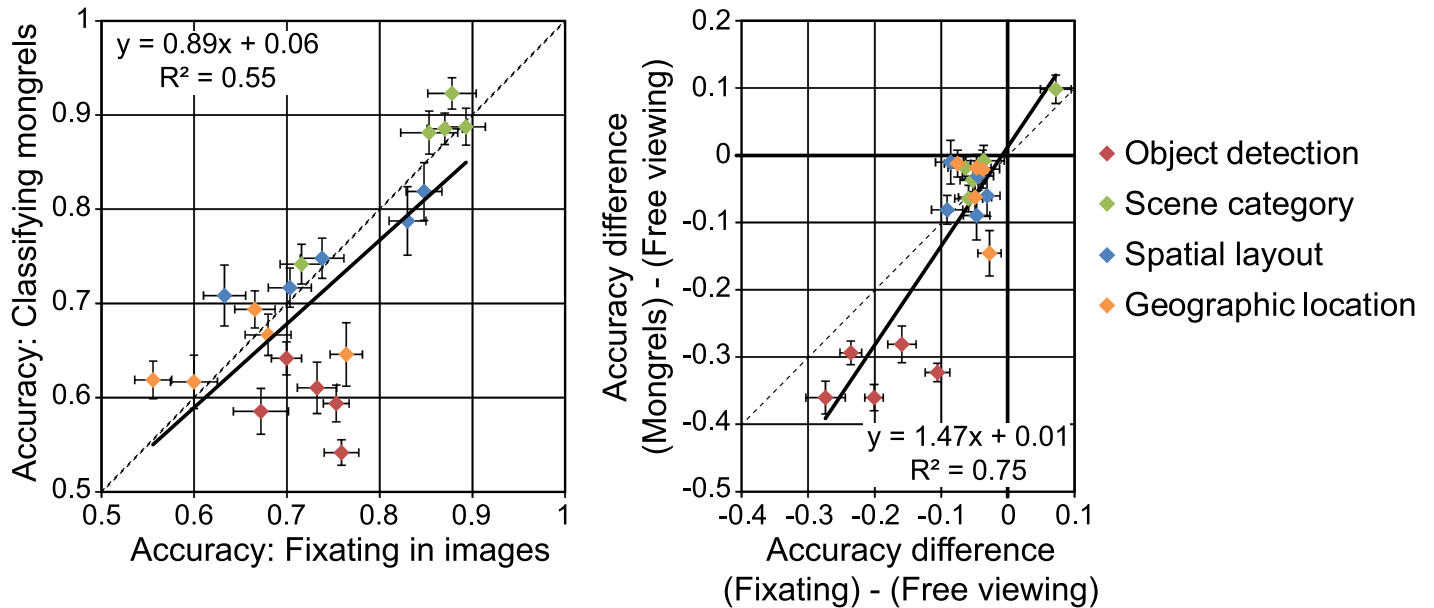 Accuracy: Classifying mongrels
y = 0.89x + 0.06
R² = 0.55
1
0.9
0.8
0.7
0.6
0.5
0.5 0.6 0.7 0.8 0.9 1
Accuracy: Fixating in images
Accuracy difference
(Mongrels) - (Free viewing)
0.2
0.1
0
-0.1
-0.2
-0.3
-0.4
-0.5
y = 1.47x + 0.01
R² = 0.75
-0.4 -0.3 -0.2 -0.1 0 0.1
Accuracy difference
(Fixating) - (Free viewing)
Object detection
Scene category
Spatial layout
Geographic location